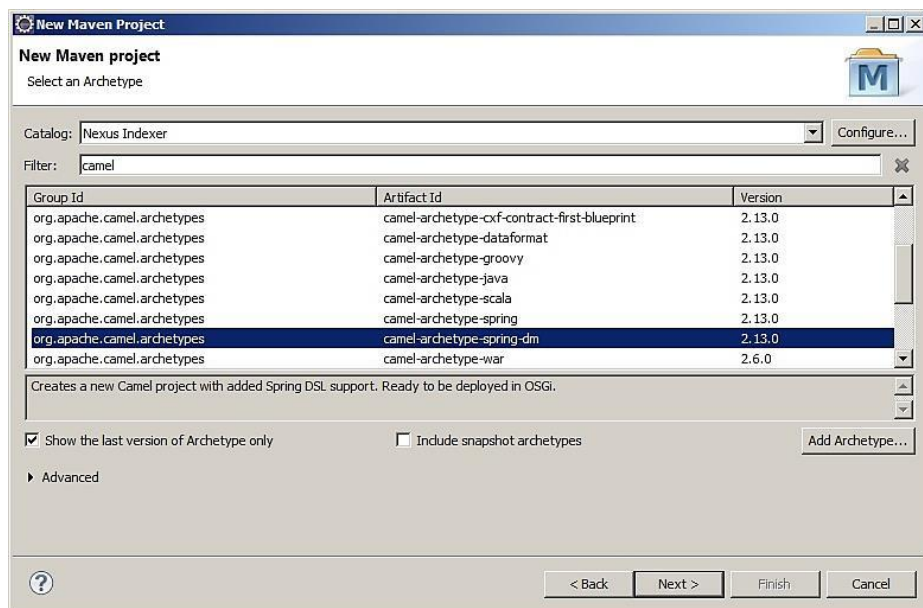 New Maven Project
New Maven project
Select an Archetype
M
Catalog: Nexus Indexer Configure...
Filter: camel
Group Id Artifact Id Version
org.apache.camel.archetypes camel-archetype-cxf-contract-first-blueprint 2.13.0
org.apache.camel.archetypes camel-archetype-dataformat 2.13.0
org.apache.camel.archetypes camel-archetype-groovy 2.13.0
org.apache.camel.archetypes camel-archetype-java 2.13.0
org.apache.camel.archetypes camel-archetype-scala 2.13.0
org.apache.camel.archetypes camel-archetype-spring 2.13.0
org.apache.camel.archetypes camel-archetype-spring-dm 2.13.0
org.apache.camel.archetypes camel-archetype-war 2.6.0
Creates a new Camel project with added Spring DSL support. Ready to be deployed in OSGi.
Show the last version of Archetype only Include snapshot archetypes Add Archetype...
Advanced
? < Back Next > Finish Cancel